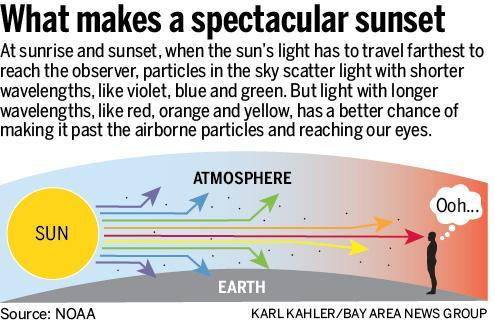 What makes a spectacular sunset
At sunrise and sunset, when the sun's light has to travel farthest to
reach the observer, particles in the sky scatter light with shorter
wavelengths, like violet, blue and green. But light with longer
wavelengths, like red, orange and yellow, has a better chance of
making it past the airborne particles and reaching our eyes.
ATMOSPHERE
Ooh...
SUN
EARTH
Source: NOAA
KARL KAHLER/BAY AREA NEWS GROUP